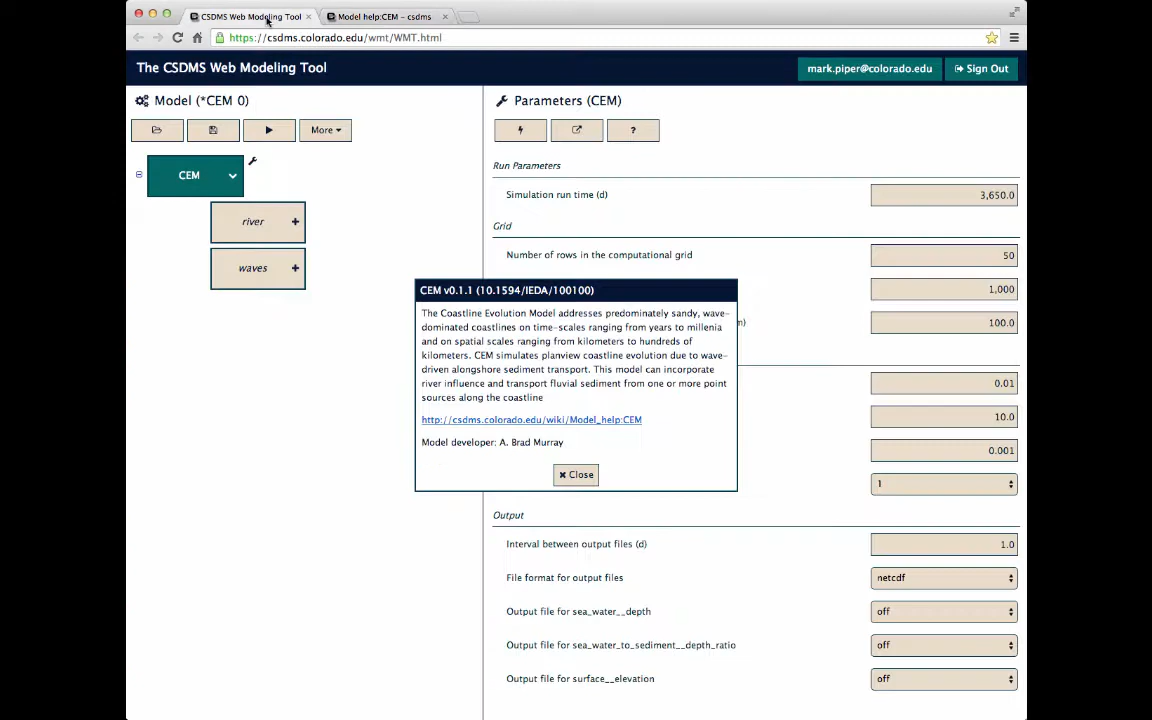 CSDMS Web Modeling Tool
Model help:CEM – csdms
https://csdms.colorado.edu/wmt/WMT.html
The CSDMS Web Modeling Tool
mark.piper@colorado.edu
Sign Out
Model (*CEM 0)
Parameters (CEM)
More
?
CEM
river
waves
Run Parameters
Simulation run time (d)
3,650.0
Grid
Number of rows in the computational grid
50
1,000
m)
100.0
CEM v0.1.1 (10.1594/IEDA/100100)
The Coastline Evolution Model addresses predominately sandy, wave-
dominated coastlines on time-scales ranging from years to millenia
and on spatial scales ranging from kilometers to hundreds of
kilometers. CEM simulates planview coastline evolution due to wave-
driven alongshore sediment transport. This model can incorporate
river influence and transport fluvial sediment from one or more point
sources along the coastline
http://csdms.colorado.edu/wiki/Model_help:CEM
Model developer: A. Brad Murray
Close
0.01
10.0
0.001
1
Output
Interval between output files (d)
1.0
File format for output files
netcdf
Output file for sea_water__depth
off
Output file for sea_water_to_sediment__depth_ratio
off
Output file for surface__elevation
off